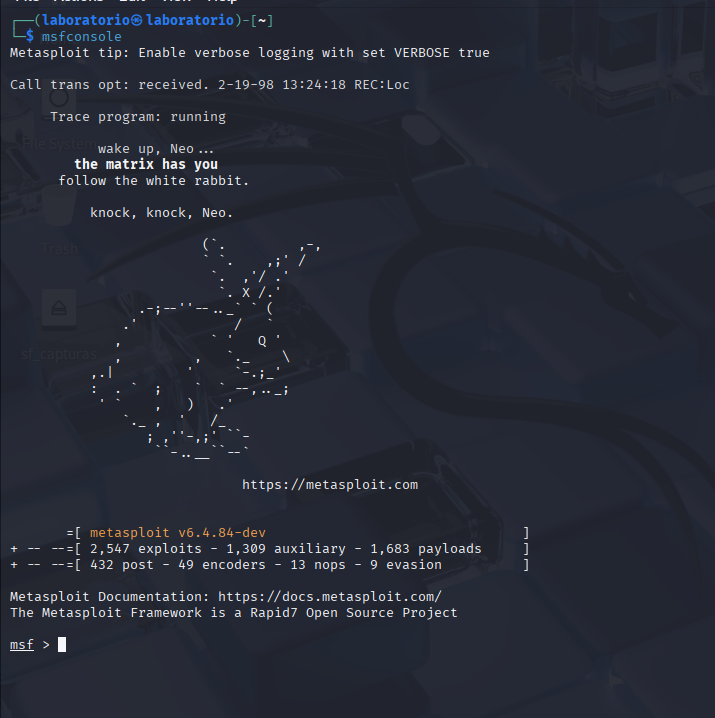 ┌──(laboratorio㉿laboratorio)-[~]
└─$ msfconsole
Metasploit tip: Enable verbose logging with set VERBOSE true

Call trans opt: received. 2-19-98 13:24:18 REC:Loc

     Trace program: running

           wake up, Neo...
        the matrix has you
      follow the white rabbit.

          knock, knock, Neo.

                        (`.         ,-,
                        ` `.    ,;' /
                         `.  ,'/ .'
                          `. X /.'
                .-;--''--.._` ` (
              .'            /   `
             ,           ` '   Q '
             ,         ,   `._    \
          ,.|         '     `-.;_'
          :  . `  ;    `  ` --,.._;
           ' `    ,   )   .'
              `._ ,  '   /_
                 ; ,''-,;' ``-
                  ``-..__``--`

                             https://metasploit.com

       =[ metasploit v6.4.84-dev                                ]
+ -- --=[ 2,547 exploits - 1,309 auxiliary - 1,683 payloads     ]
+ -- --=[ 432 post - 49 encoders - 13 nops - 9 evasion          ]

Metasploit Documentation: https://docs.metasploit.com/
The Metasploit Framework is a Rapid7 Open Source Project

msf >
File System
Trash
sf_capturas